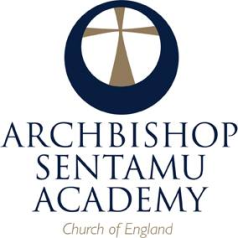 ARCHBISHOP
SENTAMU
ACADEMY
Church of England